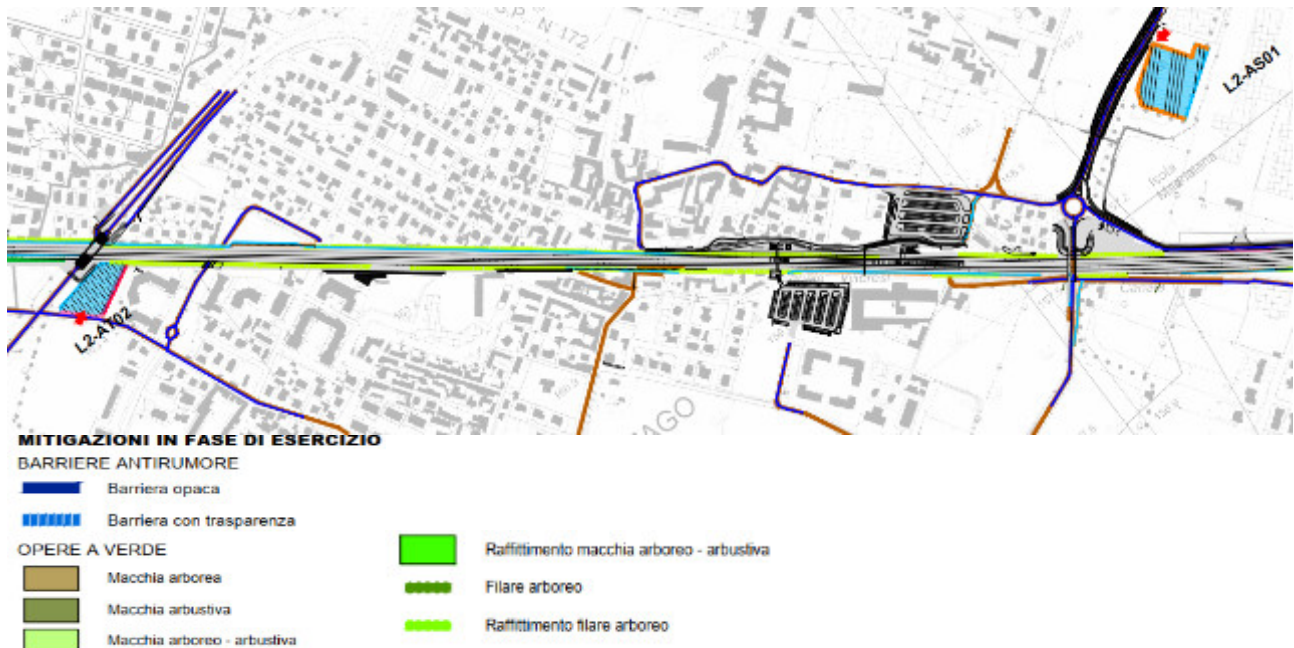 S P N 172
L2-AS01
L2-AT02
MITIGAZIONI IN FASE DI ESERCIZIO
BARRIERE ANTIRUMORE
Barriera opaca
Barriera con trasparenza
OPERE A VERDE
Macchia arborea
Macchia arbustiva
Macchia arboreo - arbustiva
Raffittimento macchia arboreo - arbustiva
Filare arboreo
Raffittimento filare arboreo